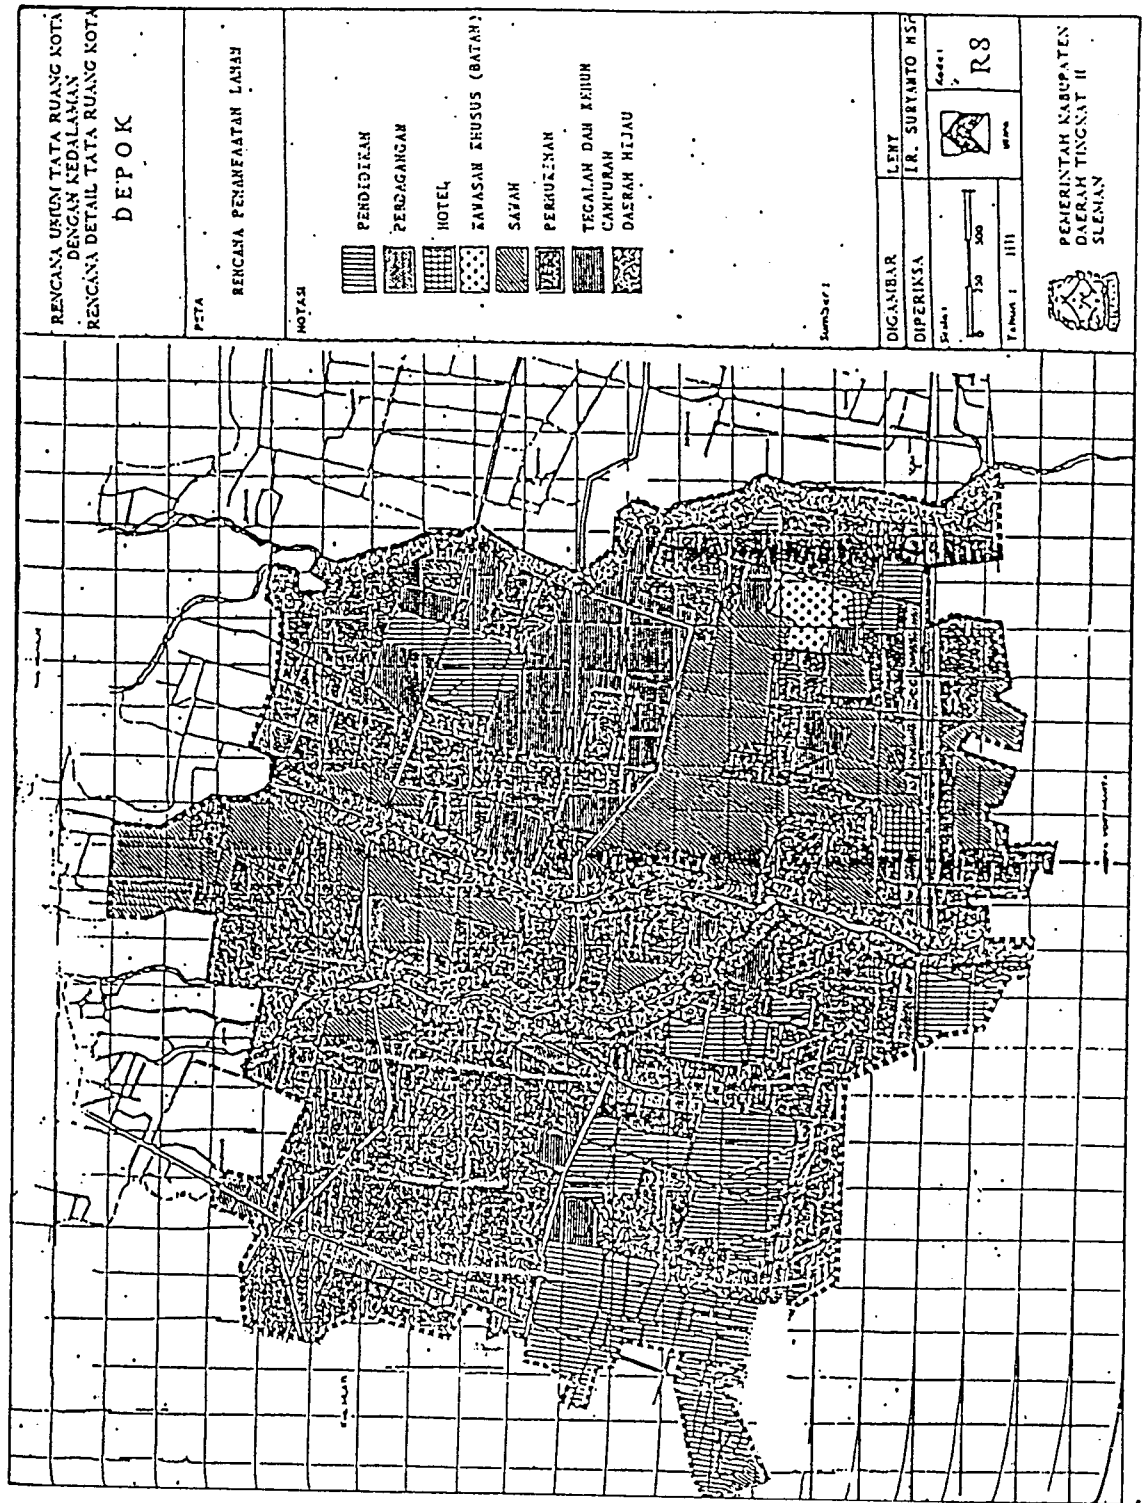 RENCANA UMUM TATA RUANG KOTA
DENGAN KEDALAMAN
RENCANA DETAIL TATA RUANG KOTA
DEPOK
PETA
RENCANA PEMANFAATAN LAHAN
NOTASI
PENDIDIKAN
PERDAGANGAN
HOTEL
KAWASAN KHUSUS (BATAN)
SAWAH
PERMUKIMAN
TEGALAN DAN KEBUN
CAMPURAN
DAERAH HIJAU
Sumber :
DIGAMBAR
LENY
DIPERIKSA
IR. SURYANTO MSP
Skala :
0 250 500
Kode :
R8
UTARA
Tahun :
PEMERINTAH KABUPATEN
DAERAH TINGKAT II
SLEMAN